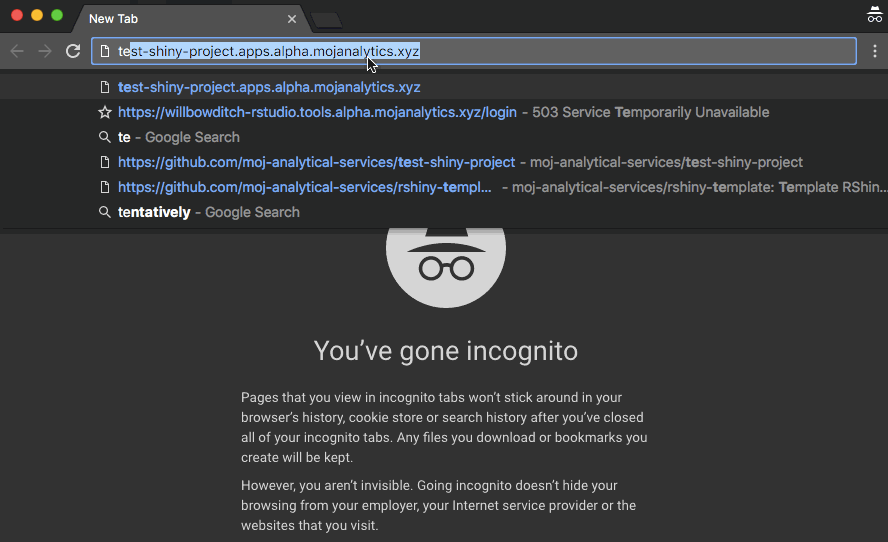 New Tab
test-shiny-project.apps.alpha.mojanalytics.xyz
test-shiny-project.apps.alpha.mojanalytics.xyz
https://willbowditch-rstudio.tools.alpha.mojanalytics.xyz/login - 503 Service Temporarily Unavailable
te - Google Search
https://github.com/moj-analytical-services/test-shiny-project - moj-analytical-services/test-shiny-project
https://github.com/moj-analytical-services/rshiny-templ... - moj-analytical-services/rshiny-template: Template RShin...
tentatively - Google Search
You've gone incognito
Pages that you view in incognito tabs won't stick around in your
browser's history, cookie store or search history after you've closed
all of your incognito tabs. Any files you download or bookmarks you
create will be kept.
However, you aren't invisible. Going incognito doesn't hide your
browsing from your employer, your Internet service provider or the
websites that you visit.